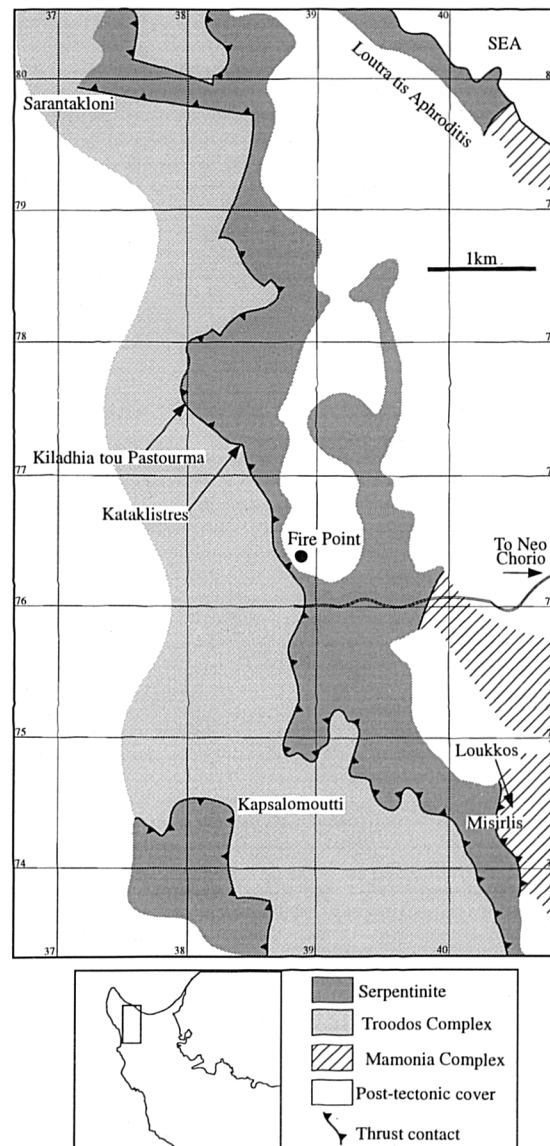 37 38 39 40
SEA
80
Loutra tis Aphroditis
Sarantakloni
79
1km
78
Kiladhia tou Pastourma
77
Kataklistres
Fire Point
To Neo
Chorio
76
75
Loukkos
Kapsalomoutti
Misirlis
74
37 38 39 40
Serpentinite
Troodos Complex
Mamonia Complex
Post-tectonic cover
Thrust contact